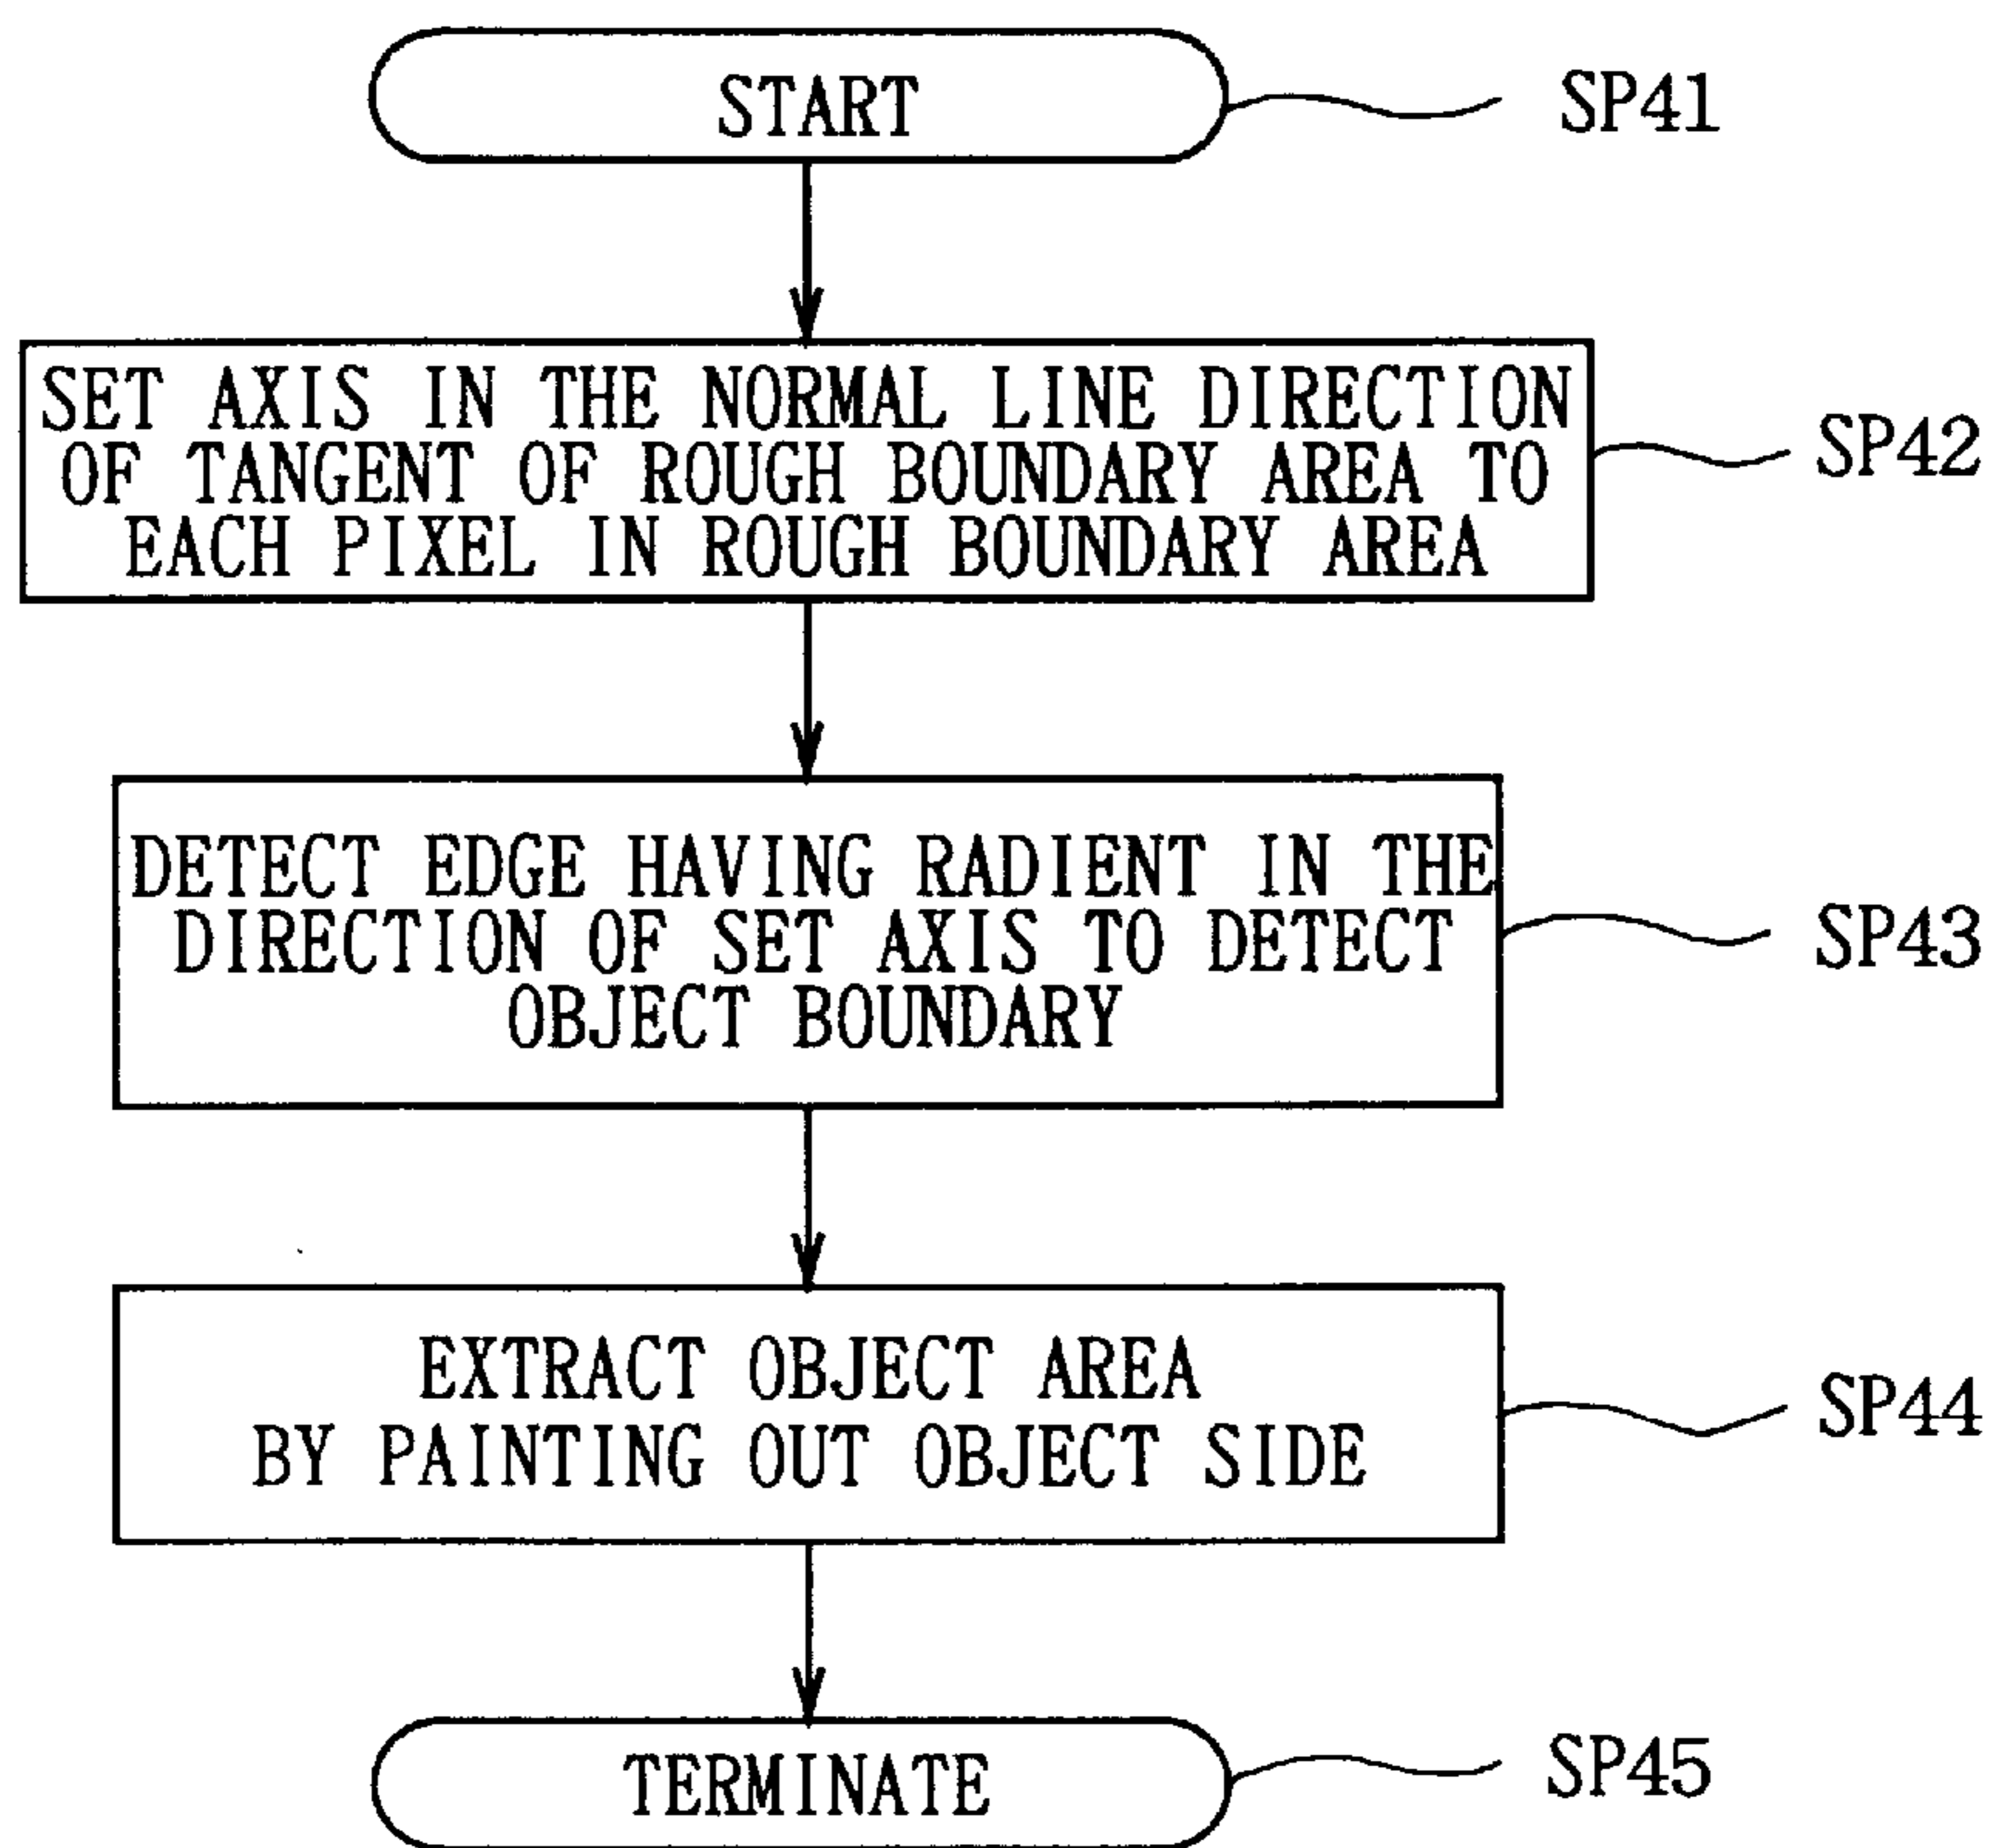 START
SP41
SET AXIS IN THE NORMAL LINE DIRECTION
OF TANGENT OF ROUGH BOUNDARY AREA TO
EACH PIXEL IN ROUGH BOUNDARY AREA
SP42
DETECT EDGE HAVING RADIENT IN THE
DIRECTION OF SET AXIS TO DETECT
OBJECT BOUNDARY
SP43
EXTRACT OBJECT AREA
BY PAINTING OUT OBJECT SIDE
SP44
TERMINATE
SP45